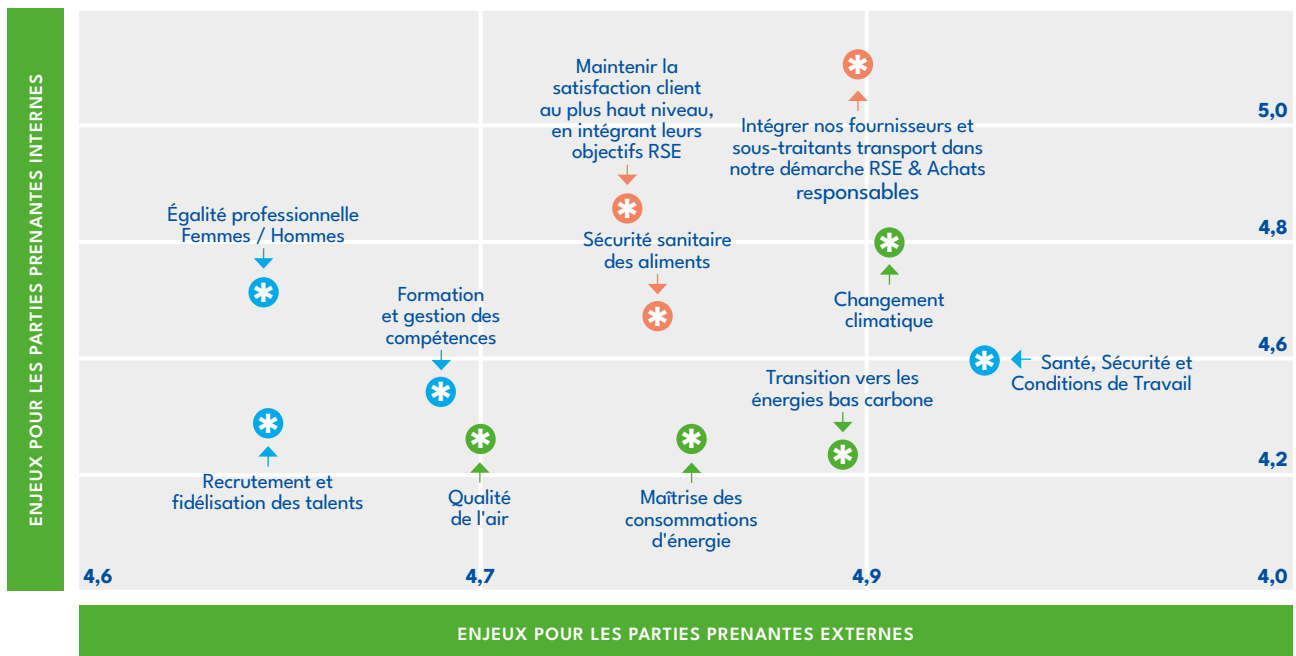 ENJEUX POUR LES PARTIES PRENANTES INTERNES
Maintenir la
satisfaction client
au plus haut niveau,
en intégrant leurs
objectifs RSE
5,0
Intégrer nos fournisseurs et
sous-traitants transport dans
notre démarche RSE & Achats
responsables
Égalité professionnelle
Femmes / Hommes
4,8
Sécurité sanitaire
des aliments
Formation
et gestion des
compétences
Changement
climatique
4,6
Santé, Sécurité et
Conditions de Travail
Transition vers les
énergies bas carbone
4,2
Recrutement et
fidélisation des talents
Qualité
de l'air
Maîtrise des
consommations
d'énergie
4,6
4,7
4,9
4,0
ENJEUX POUR LES PARTIES PRENANTES EXTERNES